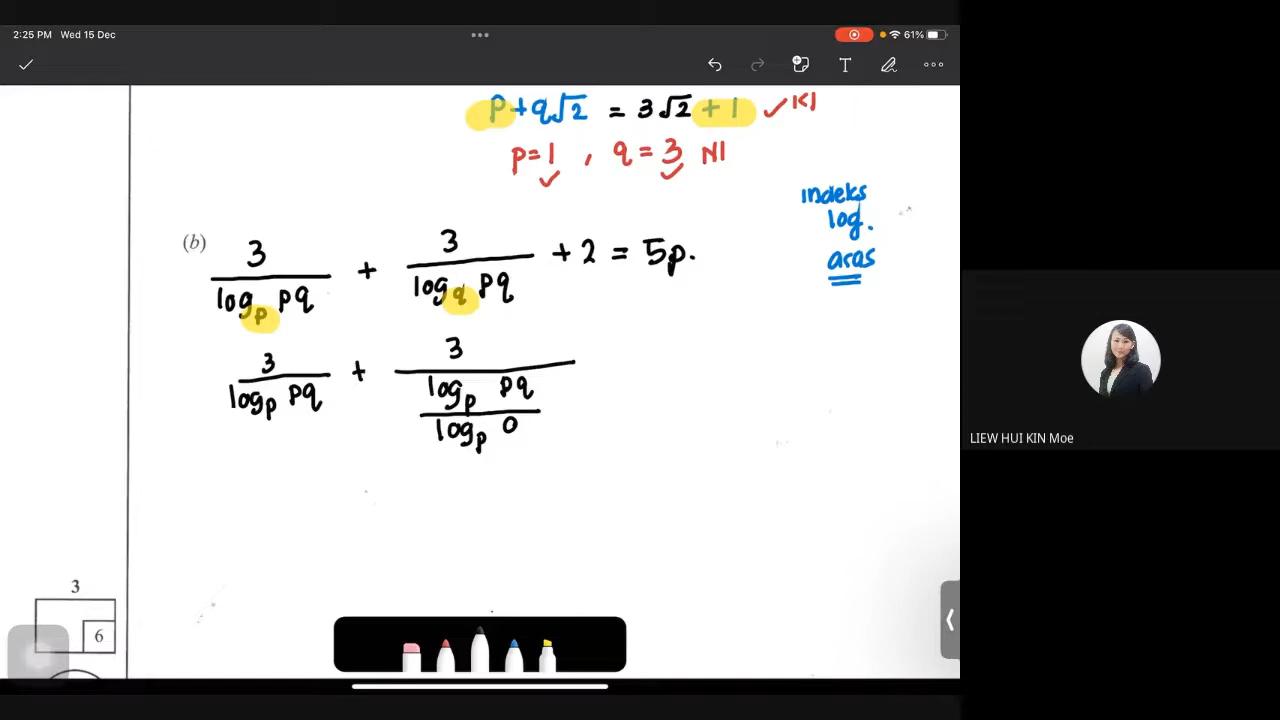 2:25 PM Wed 15 Dec
61%
p+q√2 = 3√2 + 1 ✓ K1
p=1 , q = 3 N1
indeks
log.
aras
(b) 3/(log_p pq) + 3/(log_q pq) + 2 = 5p.
3/(log_p pq) + 3/((log_p pq)/(log_p 0))
3
6
LIEW HUI KIN Moe